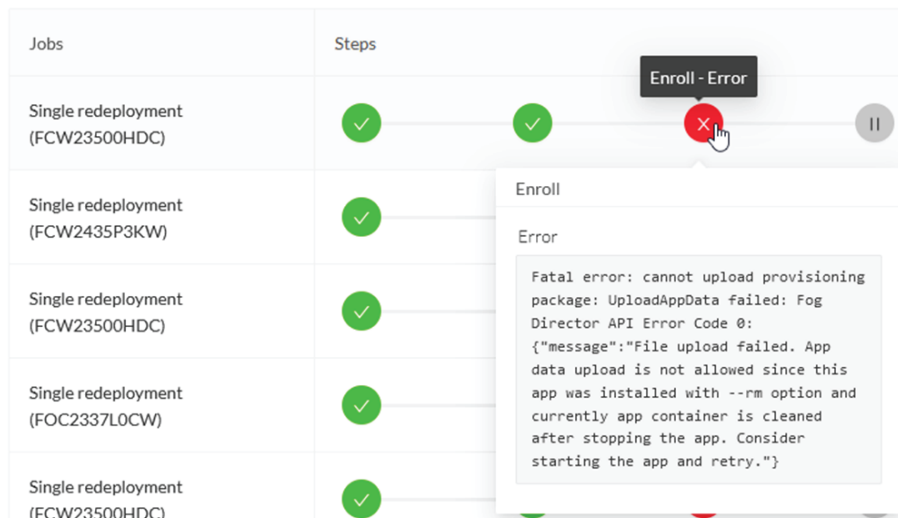 Jobs
Steps
Enroll - Error
Single redeployment
(FCW23500HDC)
Single redeployment
(FCW2435P3KW)
Single redeployment
(FCW23500HDC)
Single redeployment
(FOC2337L0CW)
Single redeployment
(FCW23500HDC)
Enroll
Error
Fatal error: cannot upload provisioning
package: UploadAppData failed: Fog
Director API Error Code 0:
{"message":"File upload failed. App
data upload is not allowed since this
app was installed with --rm option and
currently app container is cleaned
after stopping the app. Consider
starting the app and retry."}